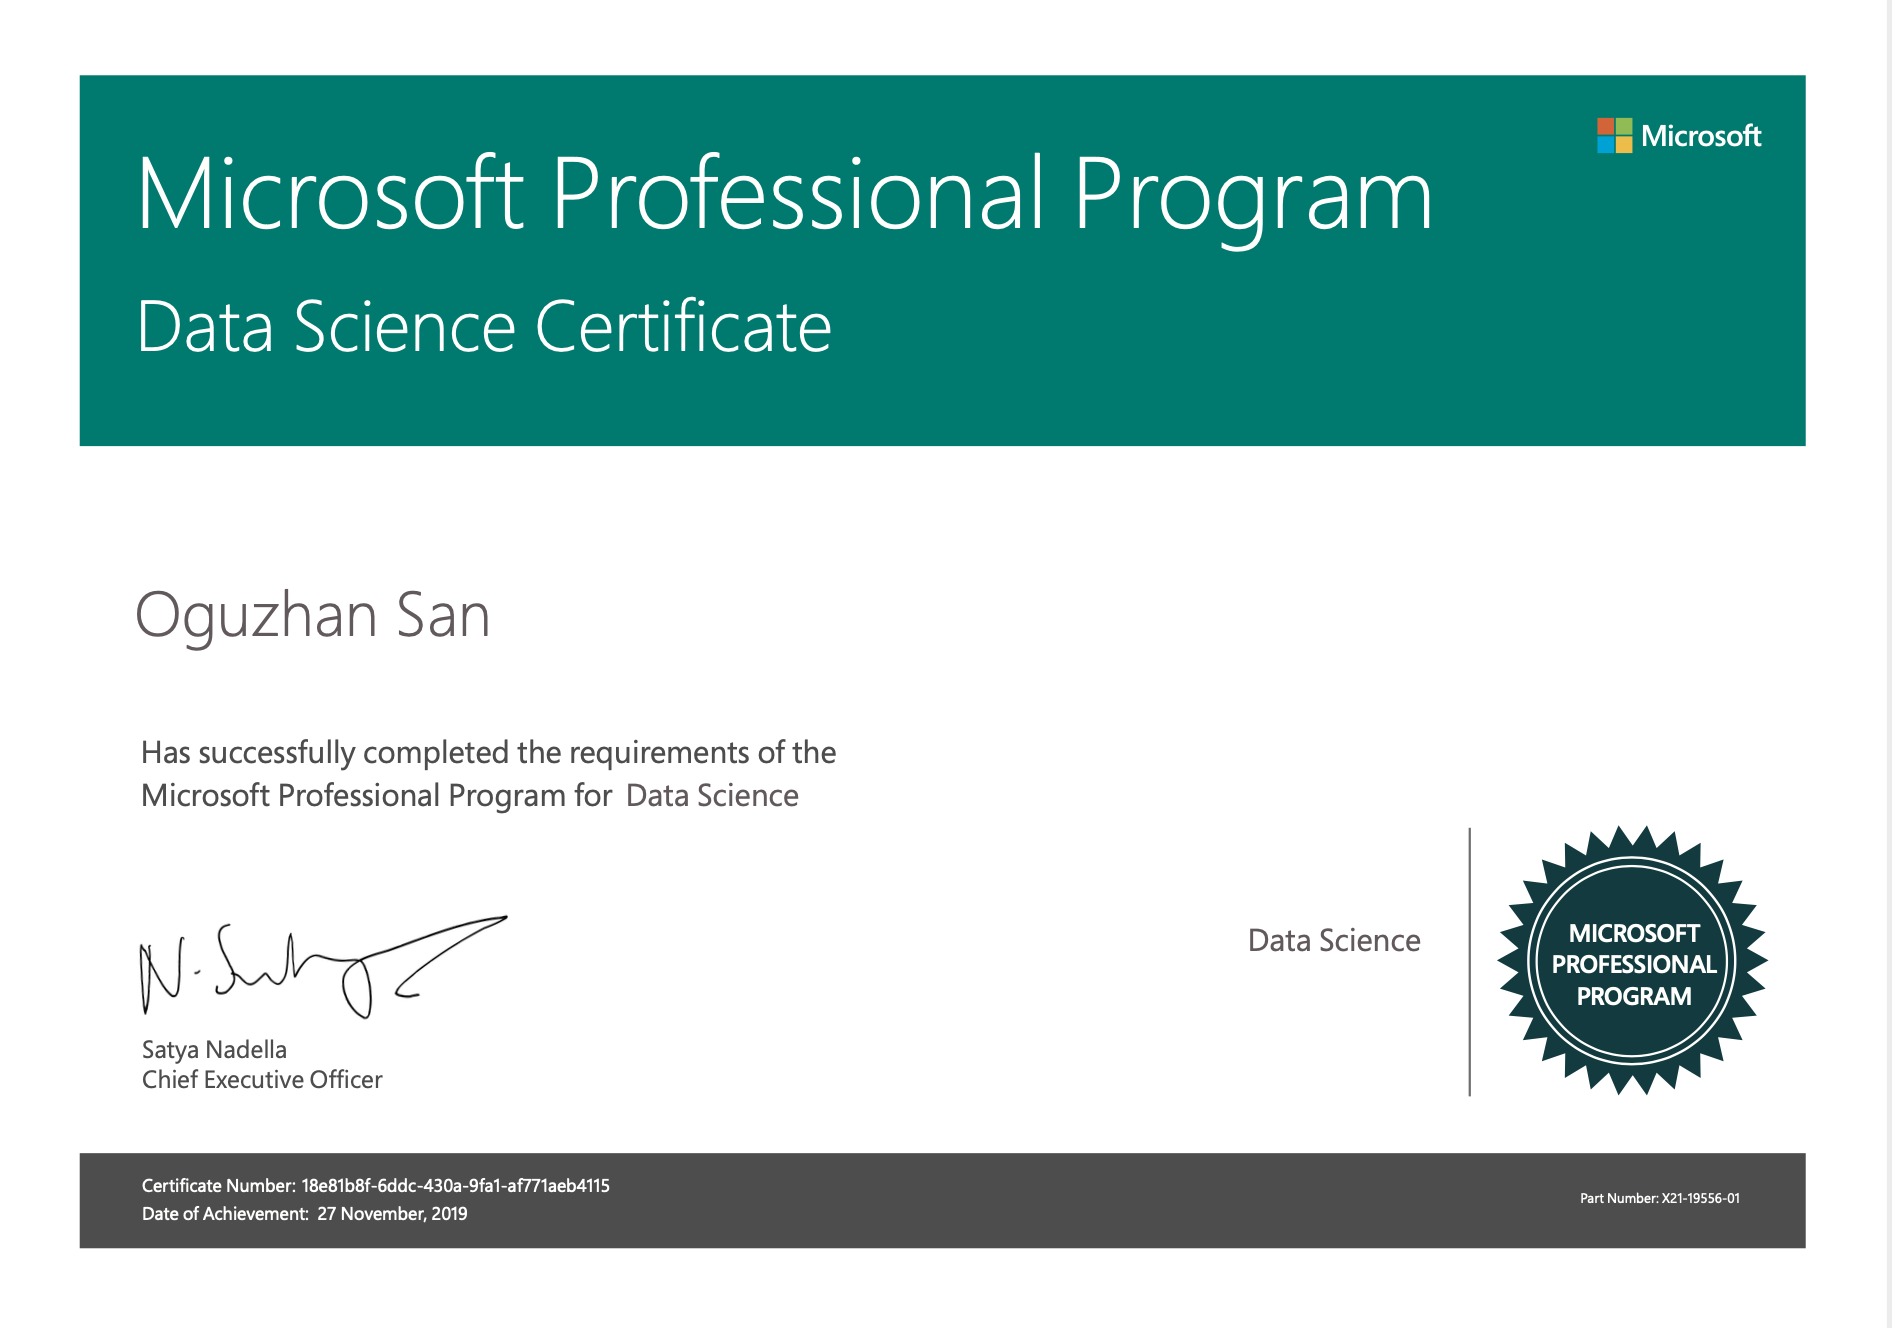 Microsoft
Microsoft Professional Program
Data Science Certificate
Oguzhan San
Has successfully completed the requirements of the
Microsoft Professional Program for Data Science
N. Satya Nadella
Chief Executive Officer
Data Science
MICROSOFT
PROFESSIONAL
PROGRAM
Certificate Number: 18e81b8f-6ddc-430a-9fa1-af771aeb4115
Date of Achievement: 27 November, 2019
Part Number: X21-19556-01